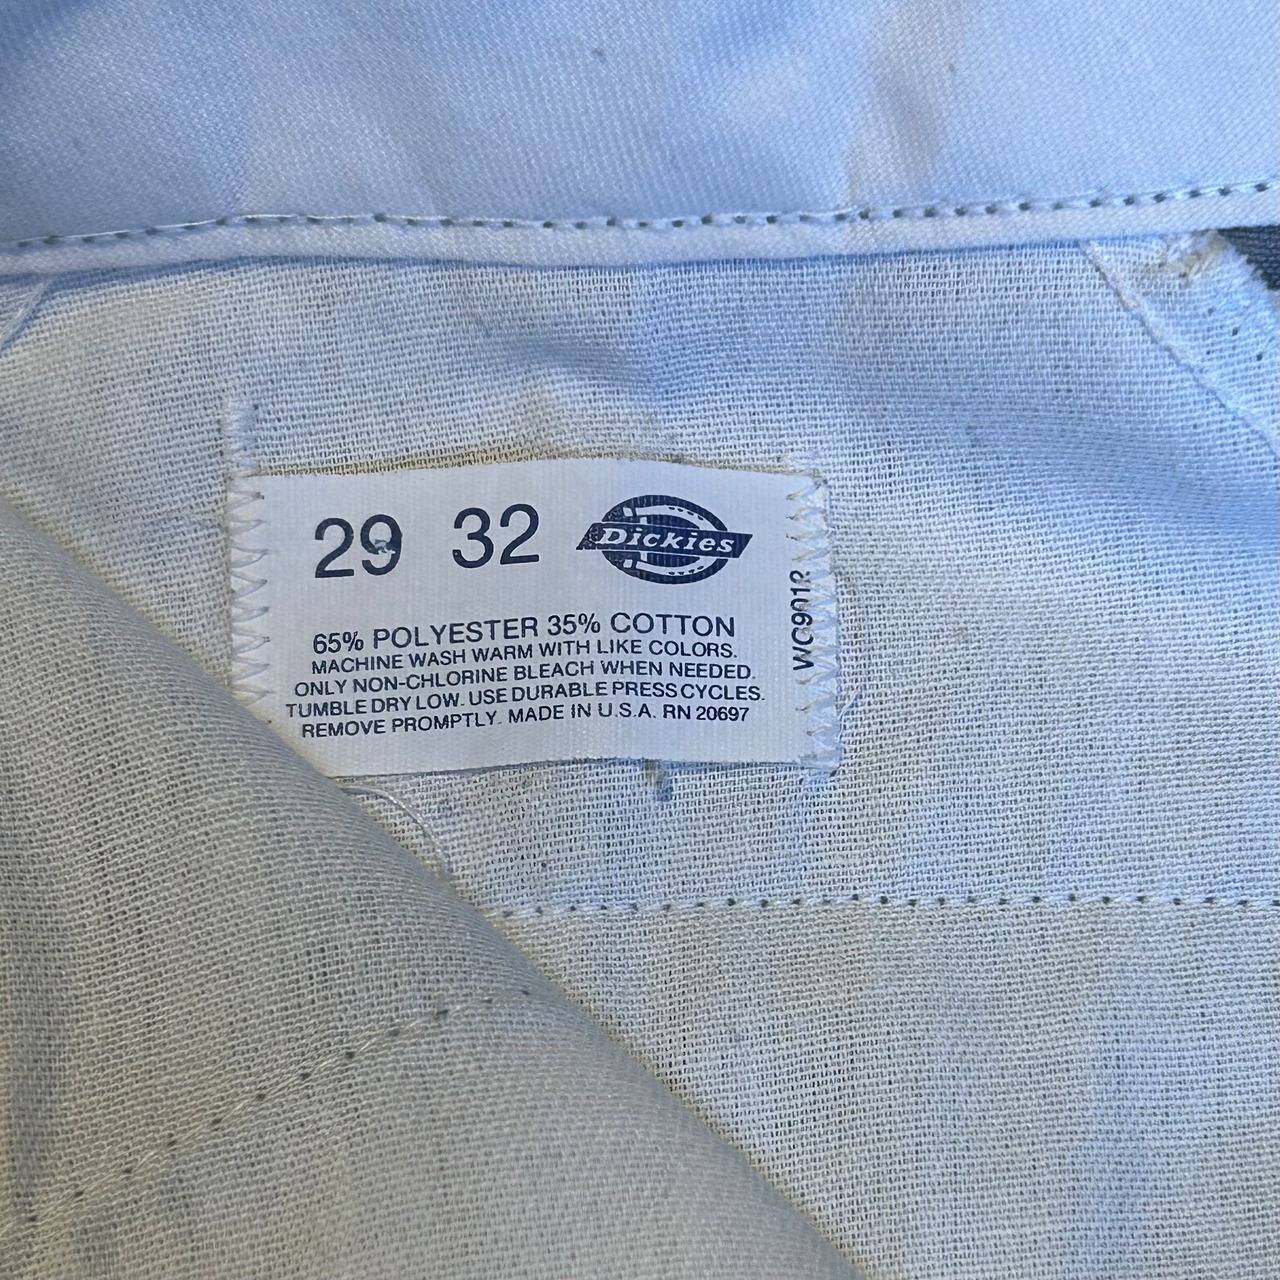 29 32 Dickies
65% POLYESTER 35% COTTON
MACHINE WASH WARM WITH LIKE COLORS.
ONLY NON-CHLORINE BLEACH WHEN NEEDED.
TUMBLE DRY LOW. USE DURABLE PRESS CYCLES.
REMOVE PROMPTLY. MADE IN U.S.A. RN 20697